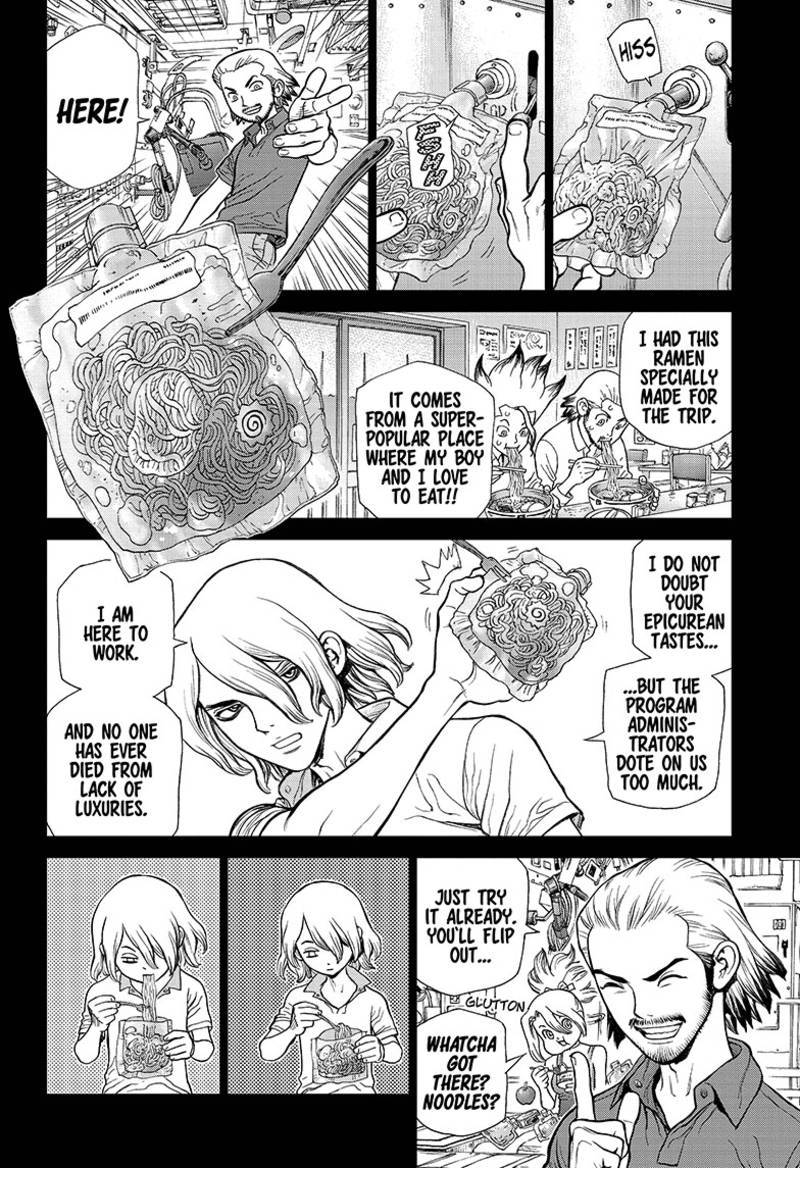 HISS
FSHH
HERE!
I HAD THIS
RAMEN
SPECIALLY
MADE FOR
THE TRIP.
IT COMES
FROM A SUPER-
POPULAR PLACE
WHERE MY BOY
AND I LOVE
TO EAT!!
I DO NOT
DOUBT
YOUR
EPICUREAN
TASTES...
...BUT THE
PROGRAM
ADMINIS-
TRATORS
DOTE ON US
TOO MUCH.
I AM
HERE TO
WORK.
AND NO ONE
HAS EVER
DIED FROM
LACK OF
LUXURIES.
JUST TRY
IT ALREADY.
YOU'LL FLIP
OUT...
GLUTTON
WHATCHA
GOT
THERE?
NOODLES?